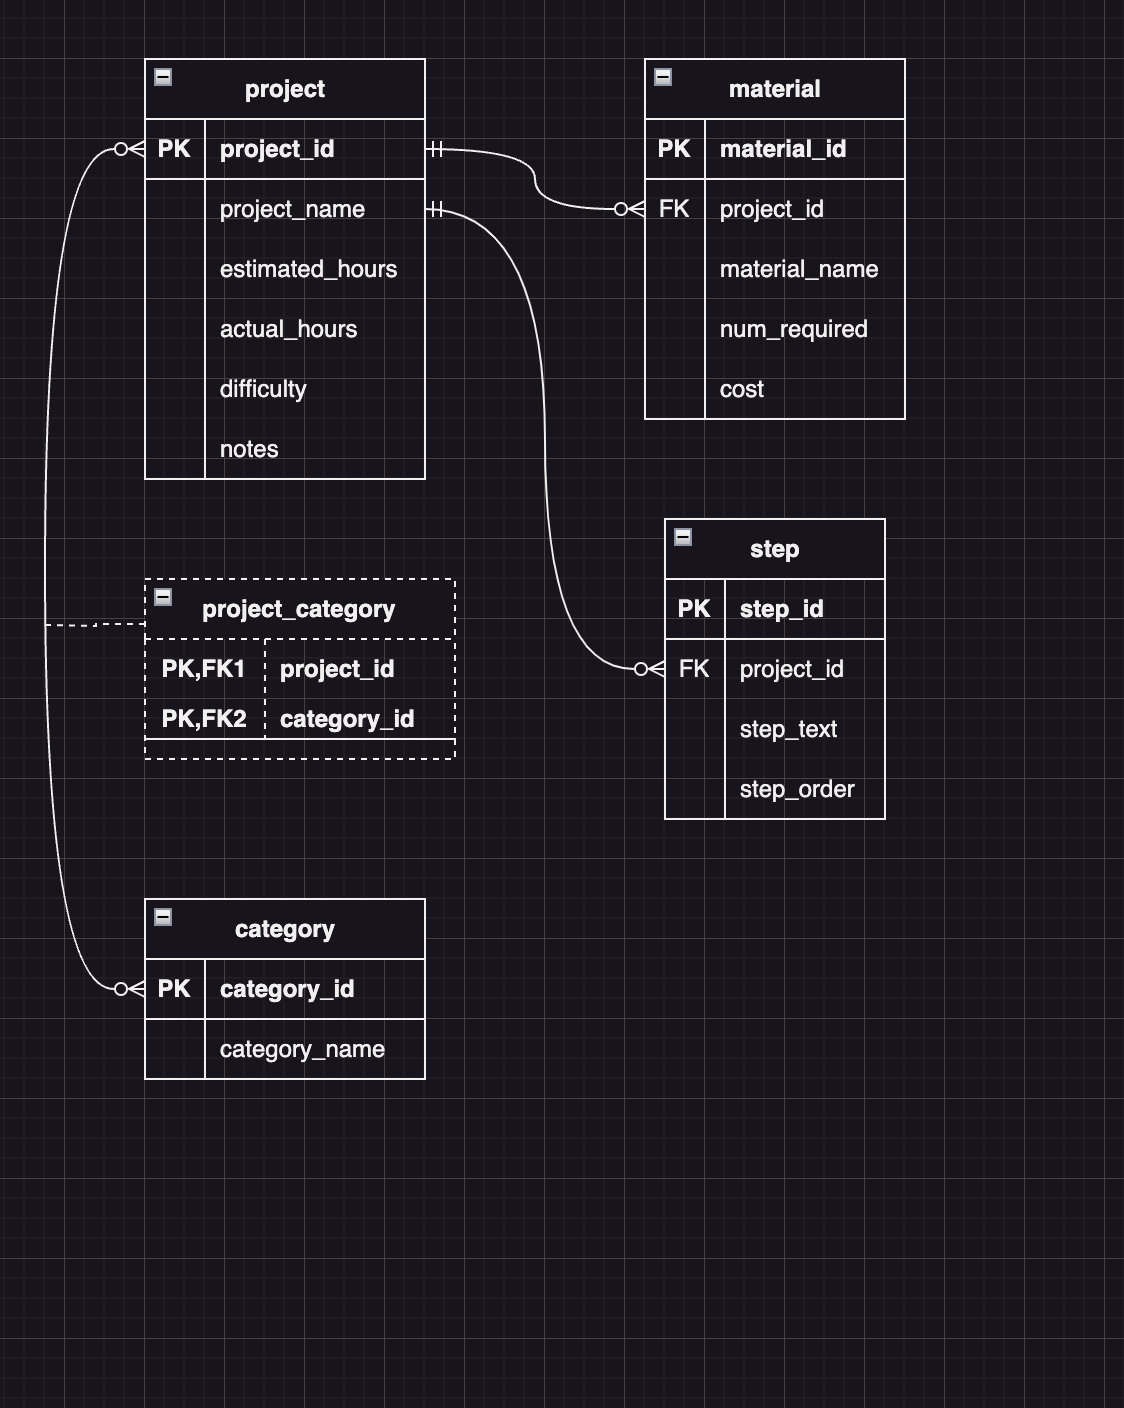 project
PK project_id
project_name
estimated_hours
actual_hours
difficulty
notes
material
PK material_id
FK project_id
material_name
num_required
cost
project_category
PK,FK1 project_id
PK,FK2 category_id
step
PK step_id
FK project_id
step_text
step_order
category
PK category_id
category_name